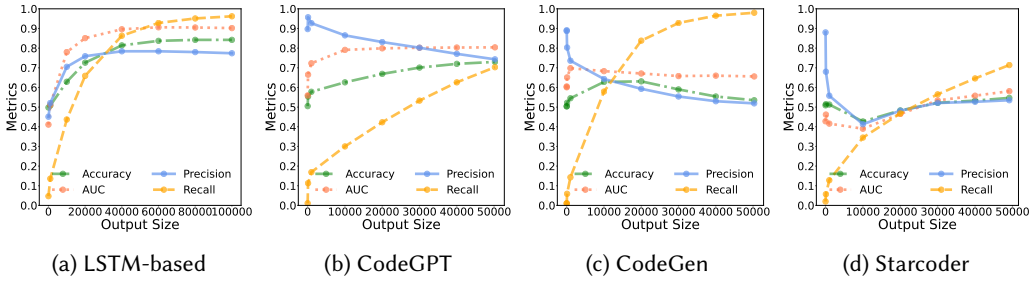 1.0
0.9
0.8
0.7
0.6
0.5
0.4
0.3
0.2
0.1
0.0
Metrics
Accuracy
AUC
Precision
Recall
0 20000 40000 60000 80000 100000
Output Size
(a) LSTM-based
1.0
0.9
0.8
0.7
0.6
0.5
0.4
0.3
0.2
0.1
0.0
Metrics
Accuracy
AUC
Precision
Recall
0 10000 20000 30000 40000 50000
Output Size
(b) CodeGPT
1.0
0.9
0.8
0.7
0.6
0.5
0.4
0.3
0.2
0.1
0.0
Metrics
Accuracy
AUC
Precision
Recall
0 10000 20000 30000 40000 50000
Output Size
(c) CodeGen
1.0
0.9
0.8
0.7
0.6
0.5
0.4
0.3
0.2
0.1
0.0
Metrics
Accuracy
AUC
Precision
Recall
0 10000 20000 30000 40000 50000
Output Size
(d) Starcoder